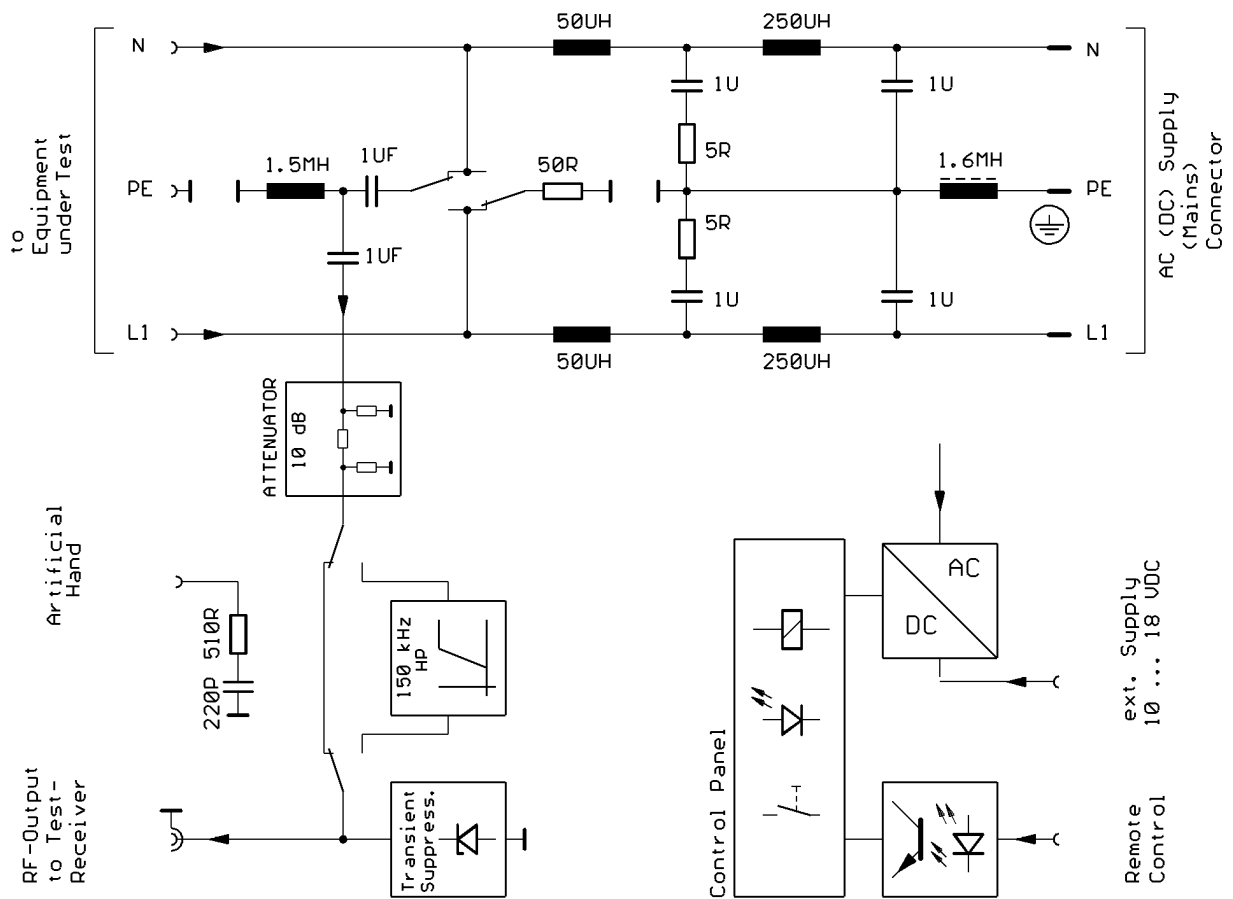 50UH
250UH
N
N
1U
1U
to
Equipment
under Test
1.5MH
1UF
50R
5R
1.6MH
PE
PE
5R
1UF
1U
1U
L1
L1
50UH
250UH
AC (DC) Supply
(Mains)
Connector
ATTENUATOR
10 dB
Artificial
Hand
510R
220P
150 kHz
HP
AC
DC
ext. Supply
10 ... 18 VDC
Control Panel
RF-Output
to Test-
Receiver
Transient
Suppress.
Remote
Control